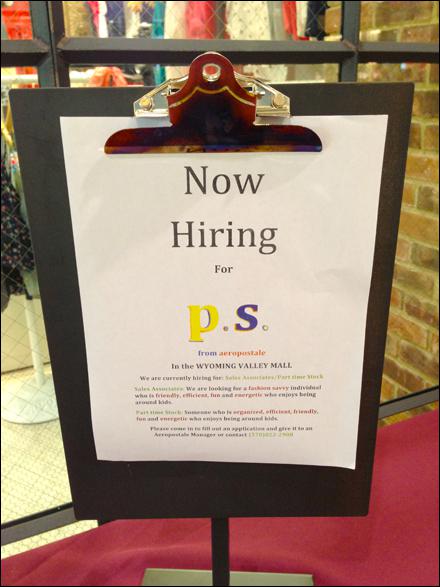 Now
Hiring
For
p.s.
from aeropostale
In the WYOMING VALLEY MALL
We are currently hiring for: Sales Associates/Part time Stock
Sales Associates: We are looking for a fashion savvy individual
who is friendly, efficient, fun and energetic who enjoys being
around kids.
Part time Stock: Someone who is organized, efficient, friendly,
fun and energetic who enjoys being around kids.
Please come in to fill out an application and give it to an
Aeropostale Manager or contact (570)822-2900